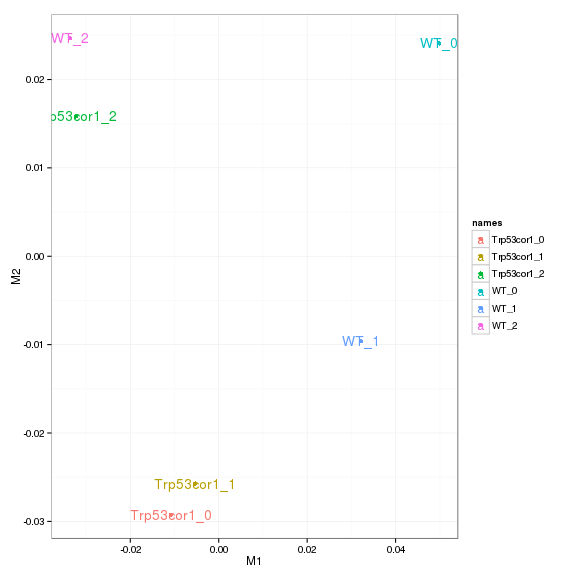 WT_2
WT_0
0.02
p53cor1_2
0.01
names
Trp53cor1_0
Trp53cor1_1
0.00
Trp53cor1_2
M2
WT_0
WT_1
WT_2
-0.01
WT_1
-0.02
Trp53cor1_1
Trp53cor1_0
-0.03
-0.02
0.00
0.02
0.04
M1